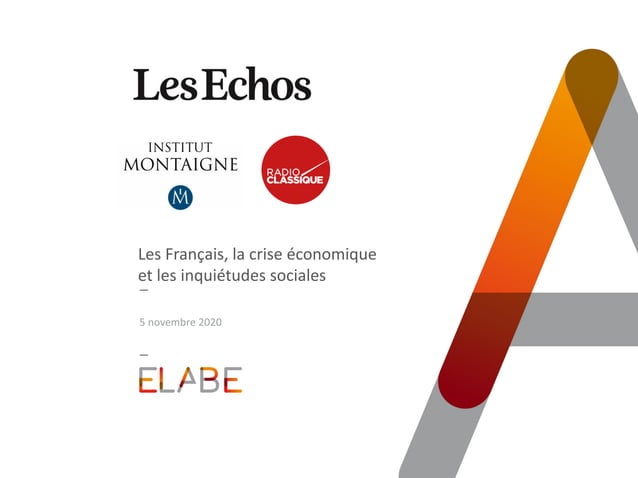 Les Echos
INSTITUT
MONTAIGNE
M
RADIO
CLASSIQUE
Les Français, la crise économique
et les inquiétudes sociales
–
5 novembre 2020
–
ELABE